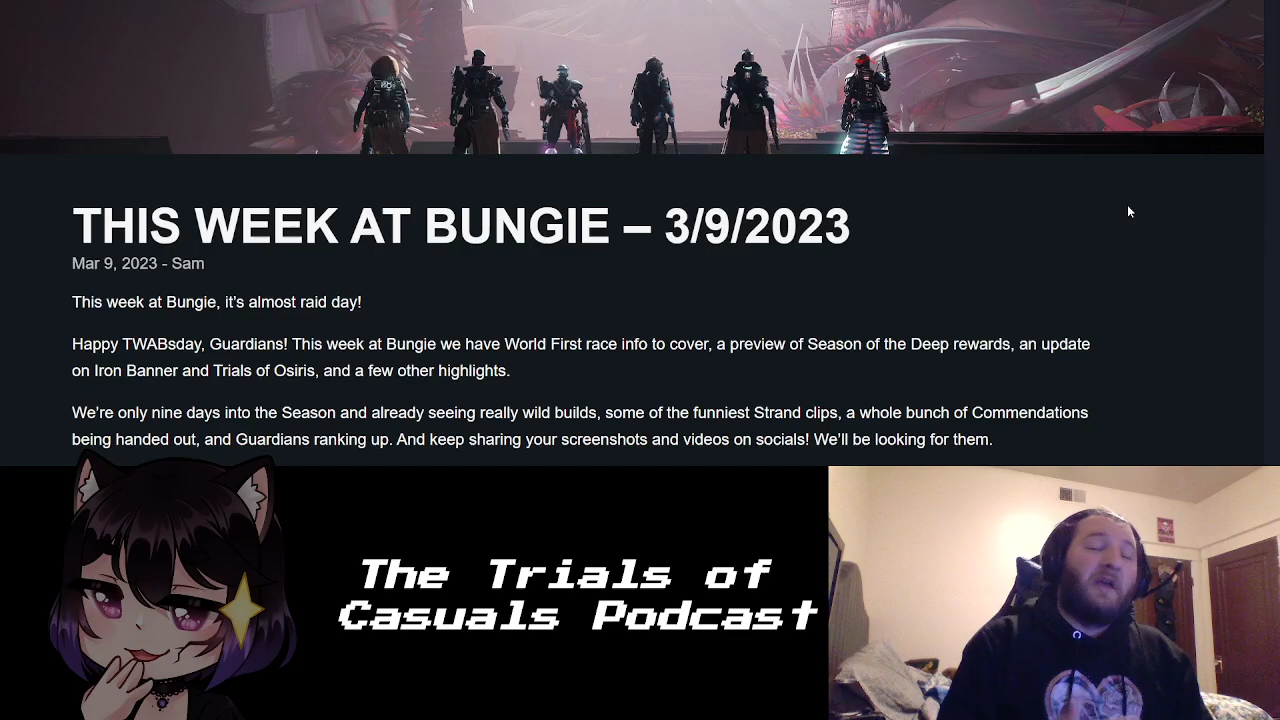 THIS WEEK AT BUNGIE – 3/9/2023
Mar 9, 2023 - Sam
This week at Bungie, it's almost raid day!
Happy TWABsday, Guardians! This week at Bungie we have World First race info to cover, a preview of Season of the Deep rewards, an update
on Iron Banner and Trials of Osiris, and a few other highlights.
We're only nine days into the Season and already seeing really wild builds, some of the funniest Strand clips, a whole bunch of Commendations
being handed out, and Guardians ranking up. And keep sharing your screenshots and videos on socials! We'll be looking for them.
The Trials of
Casuals Podcast